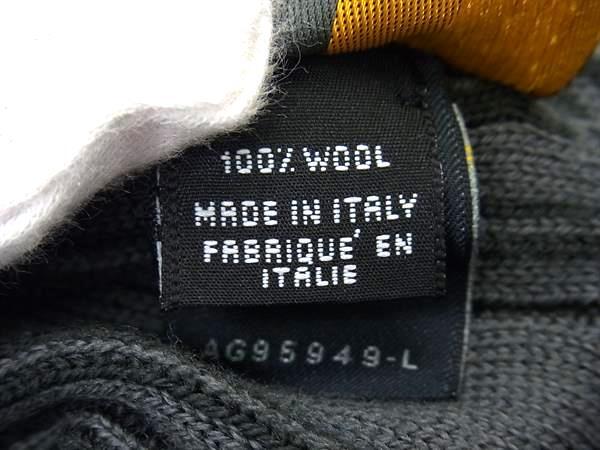 100% WOOL
MADE IN ITALY
FABRIQUE' EN
ITALIE
AG95949-L